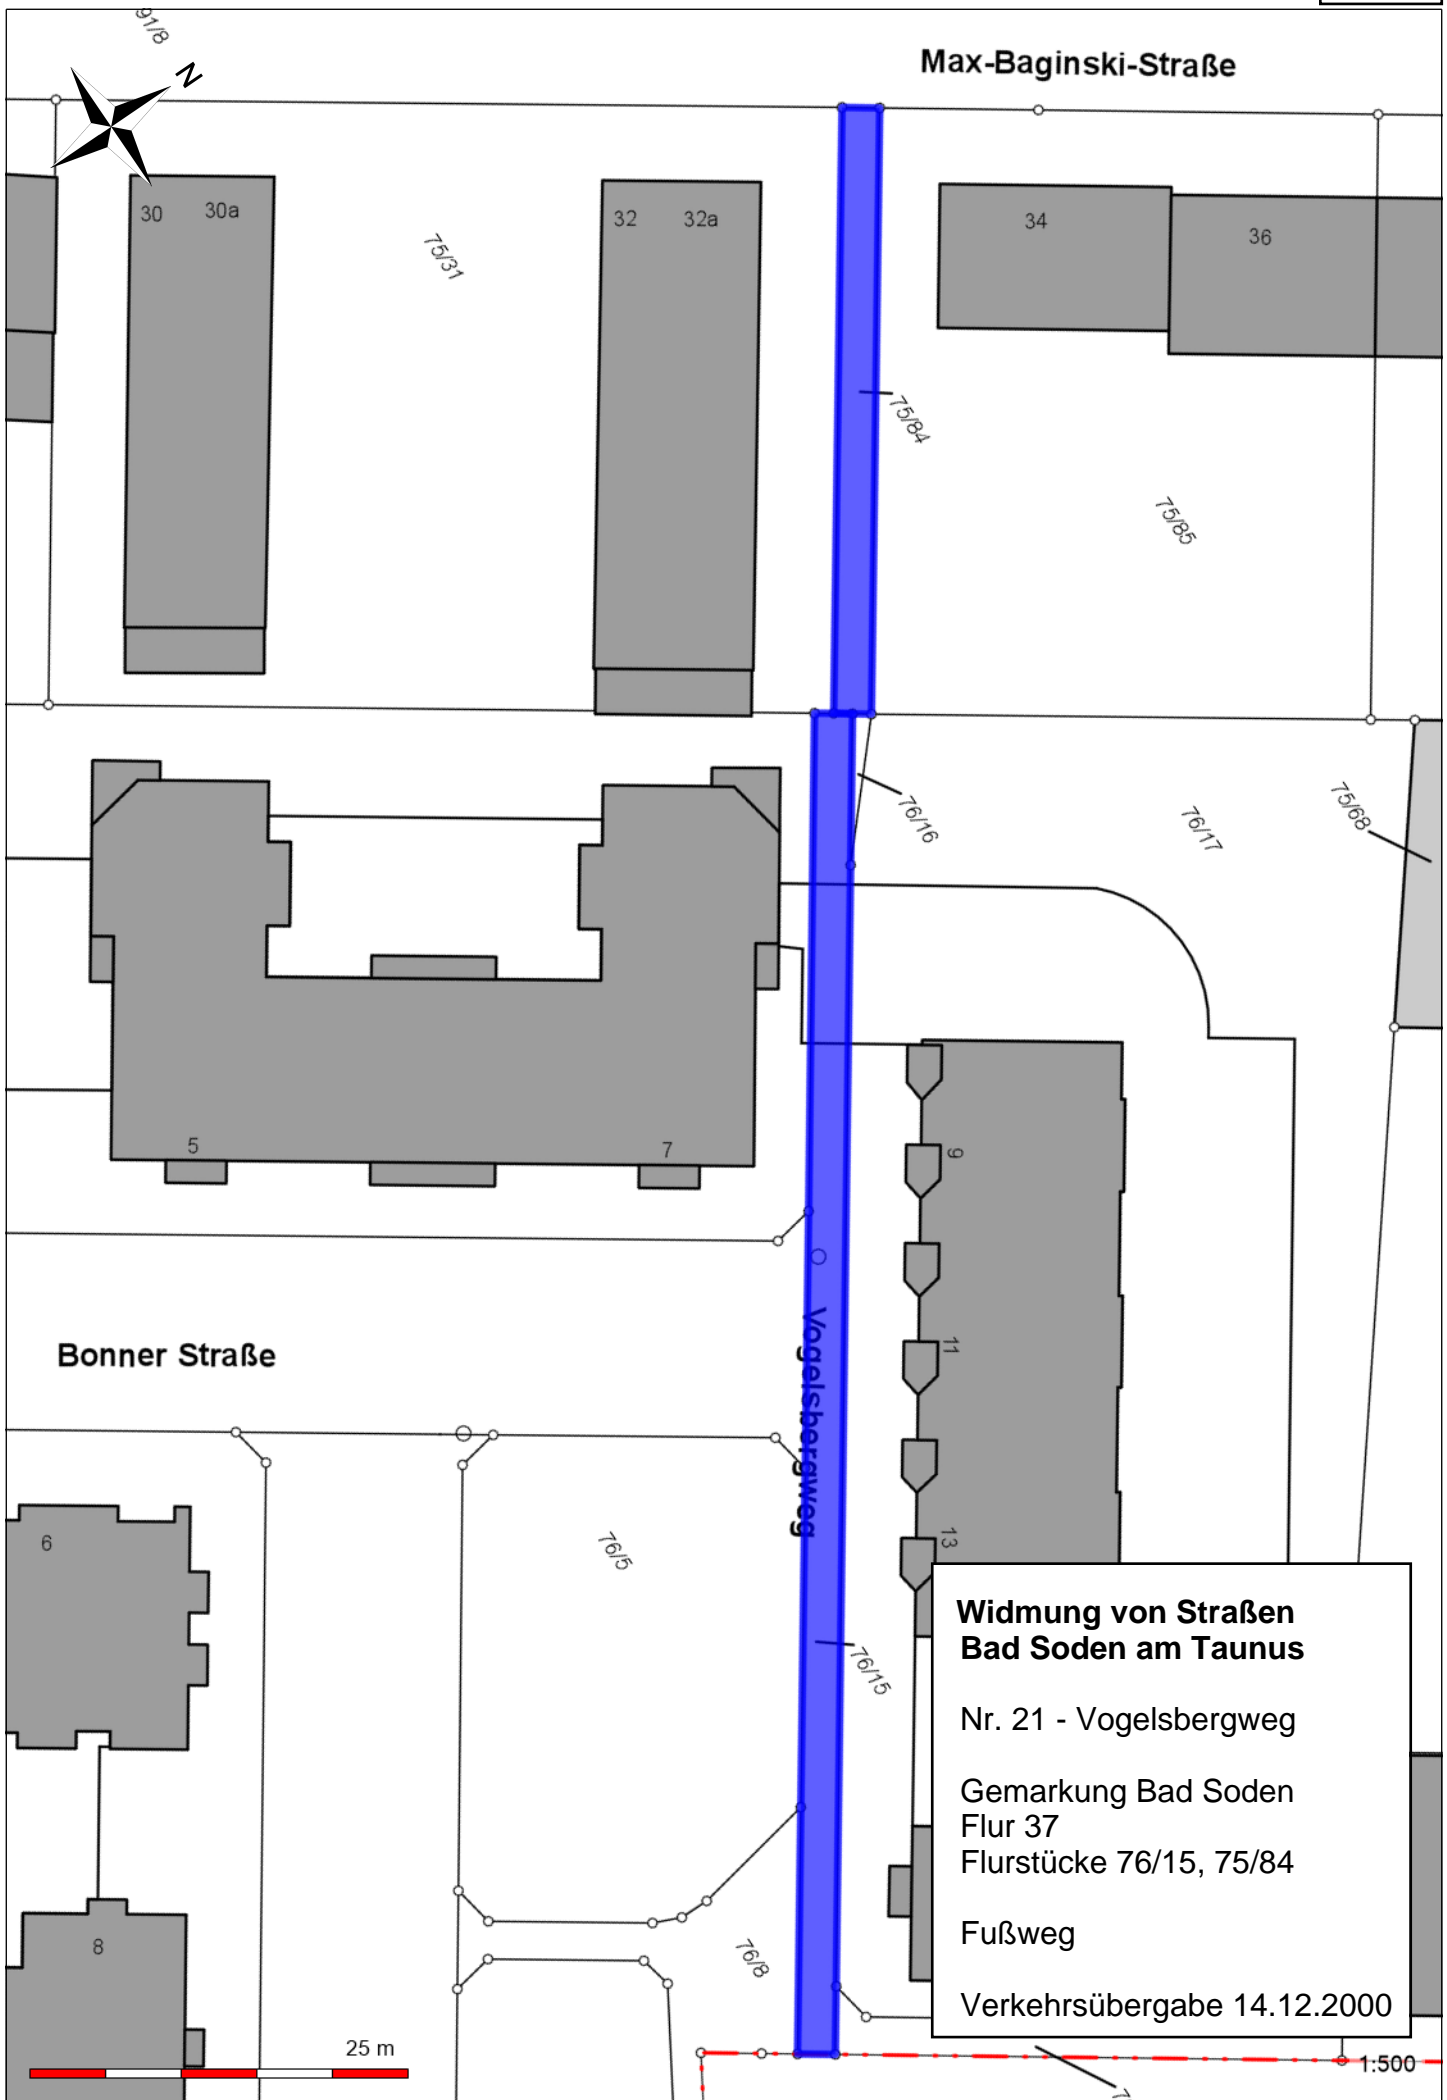 91/8
N
Max-Baginski-Straße
30
30a
32
32a
34
36
75/31
75/84
75/85
76/16
76/17
75/68
5
7
9
11
13
Bonner Straße
Vogelsbergweg
6
76/5
76/15
8
76/8
25 m
Widmung von Straßen
Bad Soden am Taunus
Nr. 21 - Vogelsbergweg
Gemarkung Bad Soden
Flur 37
Flurstücke 76/15, 75/84
Fußweg
Verkehrsübergabe 14.12.2000
1:500